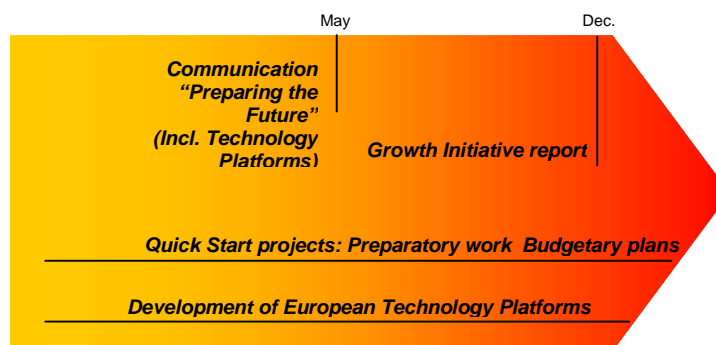 May
Dec.
Communication
“Preparing the
Future”
(Incl. Technology
Platforms)
Growth Initiative report
Quick Start projects: Preparatory work Budgetary plans
Development of European Technology Platforms